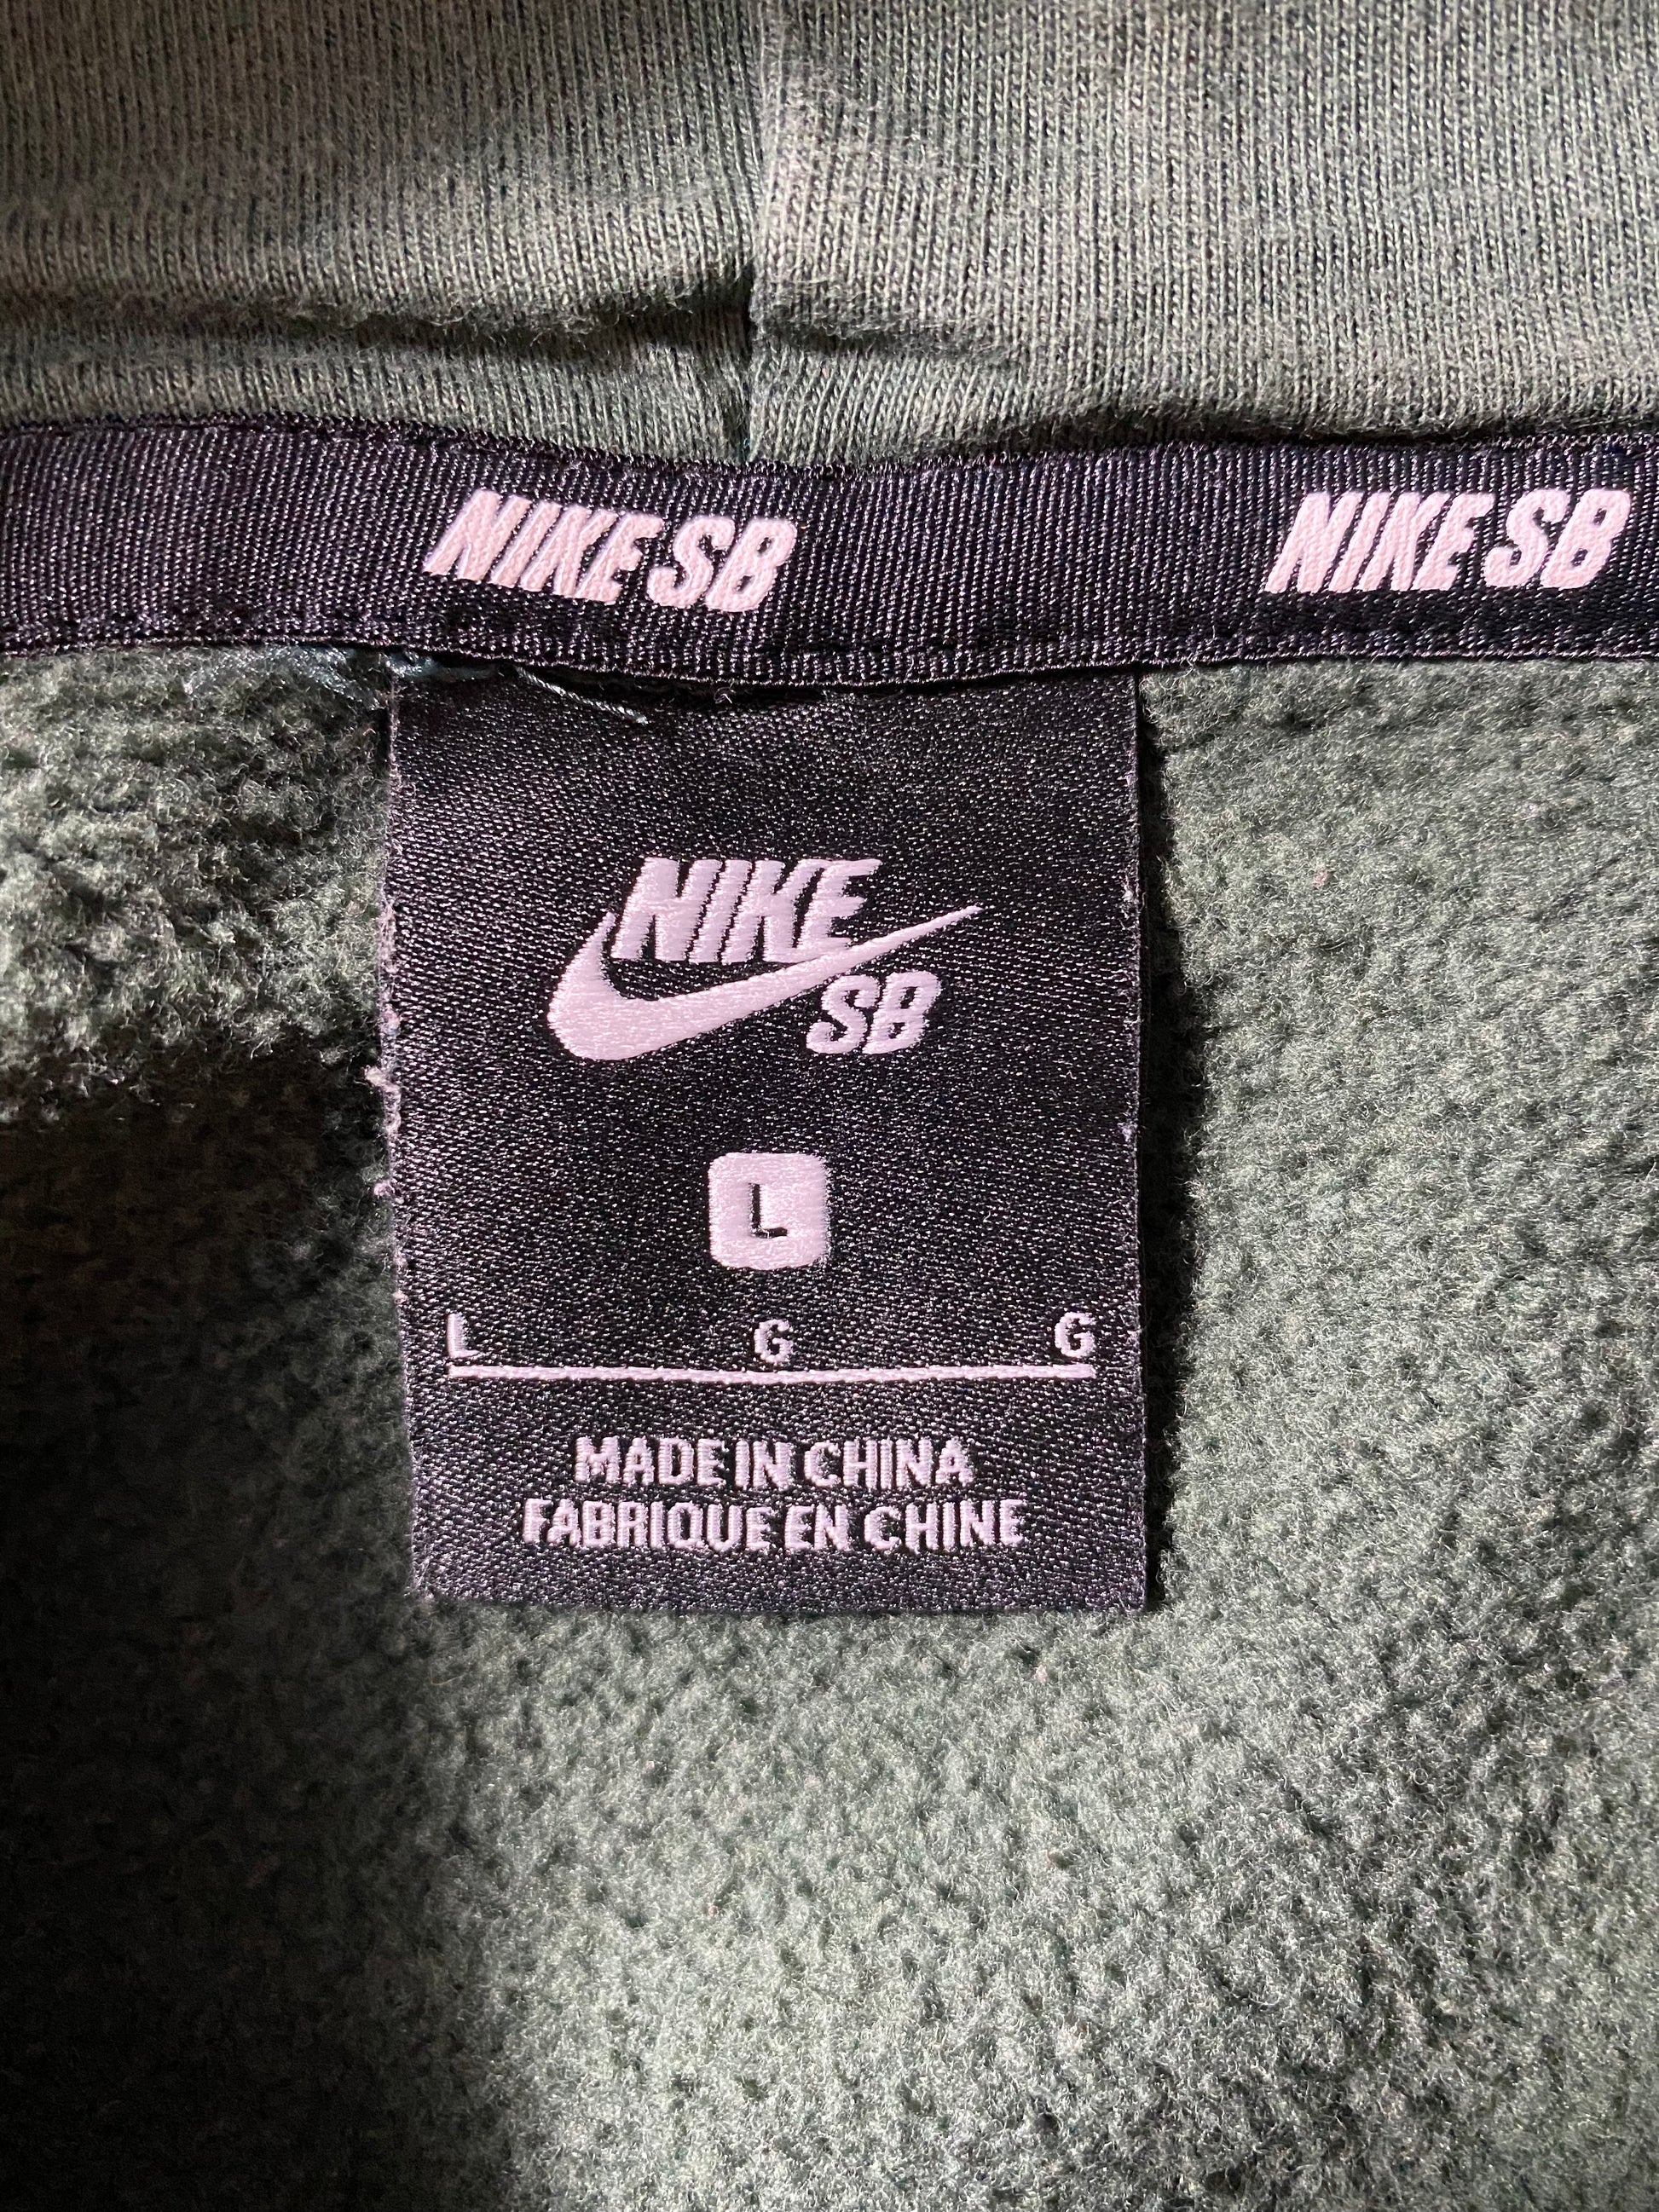 NIKE SB NIKE SB
NIKE
SB
L
L G G
MADE IN CHINA
FABRIQUE EN CHINE